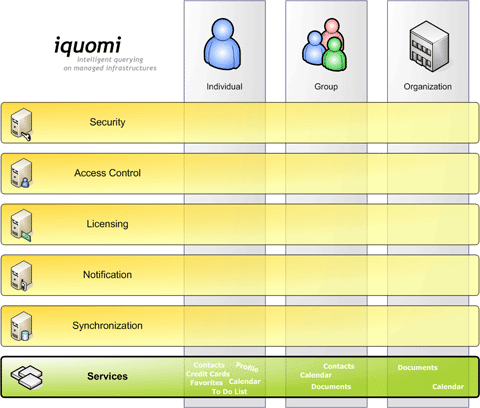 iquomi
Intelligent querying
on managed infrastructures
Individual
Group
Organization
Security
Access Control
Licensing
Notification
Synchronization
Services
Contacts
Profile
Credit Cards
Favorites
Calendar
To Do List
Contacts
Calendar
Documents
Documents
Calendar